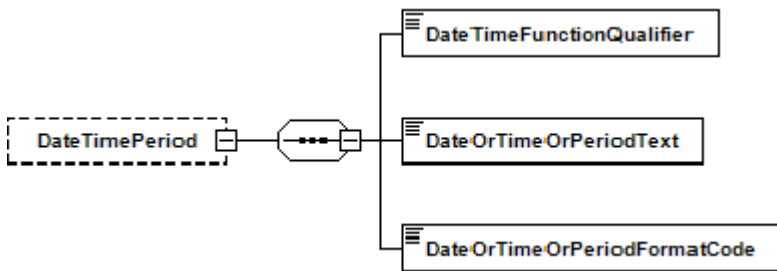 DateTimeFunctionQualifier
DateTimePeriod
DateOrTimeOrPeriodText
DateOrTimeOrPeriodFormatCode